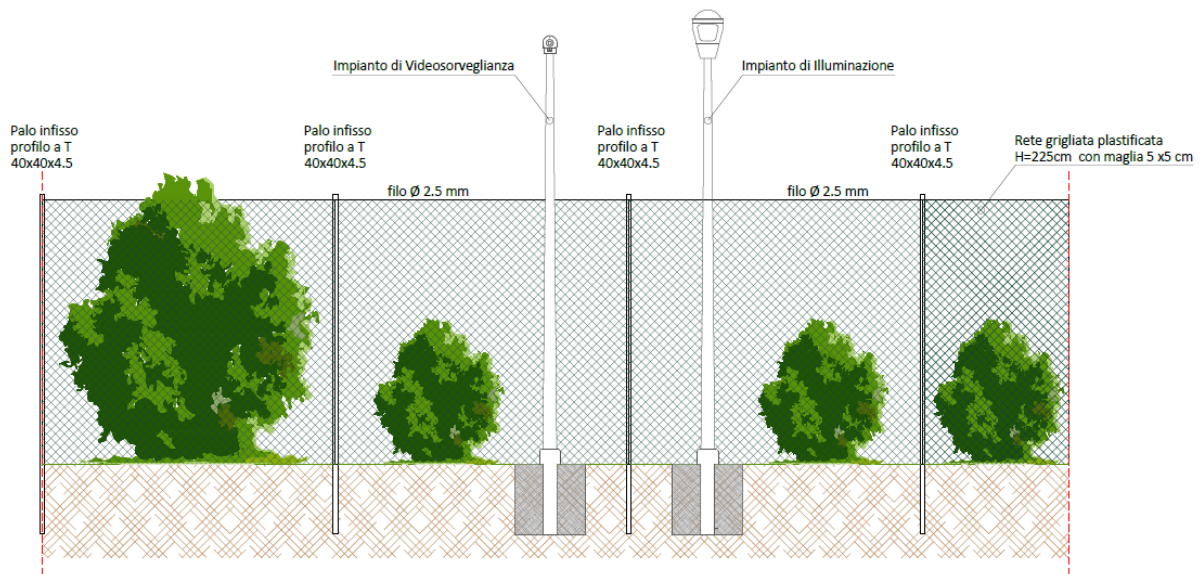 Impianto di Videosorveglianza
Impianto di Illuminazione
Palo infisso
profilo a T
40x40x4.5
Palo infisso
profilo a T
40x40x4.5
Palo infisso
profilo a T
40x40x4.5
Palo infisso
profilo a T
40x40x4.5
Rete grigliata plastificata
H=225cm con maglia 5 x5 cm
filo Ø 2.5 mm
filo Ø 2.5 mm